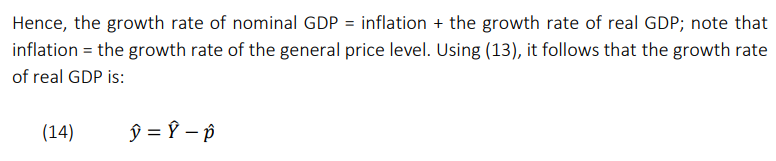 Hence, the growth rate of nominal GDP = inflation + the growth rate of real GDP; note that
inflation = the growth rate of the general price level. Using (13), it follows that the growth rate
of real GDP is:
(14) ŷ = Ŷ − p̂